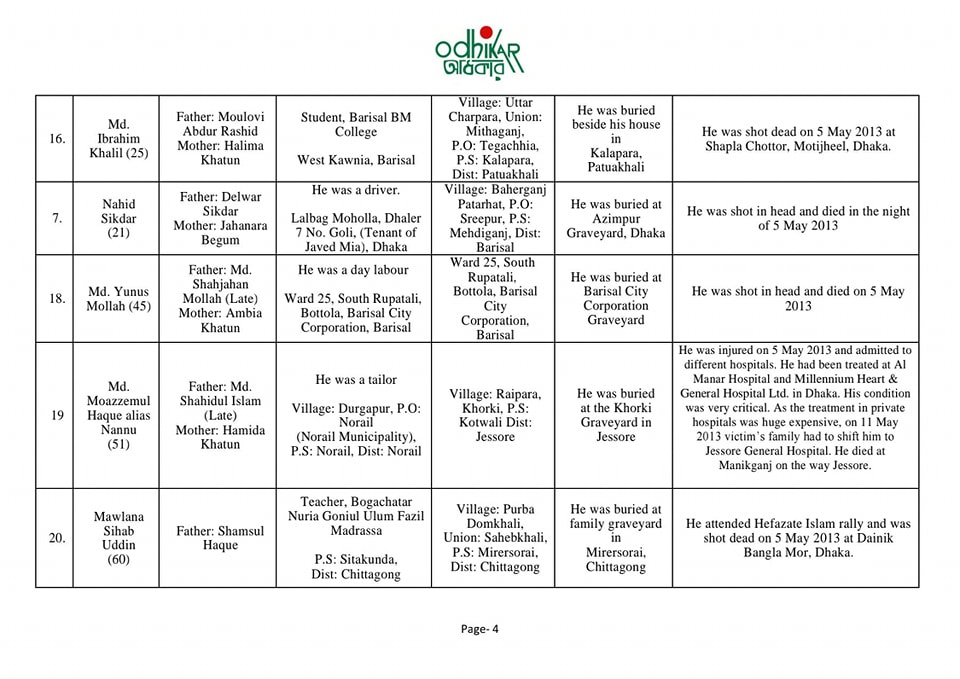 odhikar
অধিকার
16.
Md.
Ibrahim
Khalil (25)
Father: Moulovi
Abdur Rashid
Mother: Halima
Khatun
Student, Barisal BM
College
West Kawnia, Barisal
Village: Uttar
Charpara, Union:
Mithaganj,
P.O: Tegachhia,
P.S: Kalapara,
Dist: Patuakhali
He was buried
beside his house
in
Kalapara,
Patuakhali
He was shot dead on 5 May 2013 at
Shapla Chottor, Motijheel, Dhaka.
7.
Nahid
Sikdar
(21)
Father: Delwar
Sikdar
Mother: Jahanara
Begum
He was a driver.
Lalbag Moholla, Dhaler
7 No. Goli, (Tenant of
Javed Mia), Dhaka
Village: Baherganj
Patarhat, P.O:
Sreepur, P.S:
Mehdiganj, Dist:
Barisal
He was buried at
Azimpur
Graveyard, Dhaka
He was shot in head and died in the night
of 5 May 2013
18.
Md. Yunus
Mollah (45)
Father: Md.
Shahjahan
Mollah (Late)
Mother: Ambia
Khatun
He was a day labour
Ward 25, South Rupatali,
Bottola, Barisal City
Corporation, Barisal
Ward 25, South
Rupatali,
Bottola, Barisal
City
Corporation,
Barisal
He was buried at
Barisal City
Corporation
Graveyard
He was shot in head and died on 5 May
2013
19
Md.
Moazzemul
Haque alias
Nannu
(51)
Father: Md.
Shahidul Islam
(Late)
Mother: Hamida
Khatun
He was a tailor
Village: Durgapur, P.O:
Norail
(Norail Municipality),
P.S: Norail, Dist: Norail
Village: Raipara,
Khorki, P.S:
Kotwali Dist:
Jessore
He was buried
at the Khorki
Graveyard in
Jessore
He was injured on 5 May 2013 and admitted to
different hospitals. He had been treated at Al
Manar Hospital and Millennium Heart &
General Hospital Ltd. in Dhaka. His condition
was very critical. As the treatment in private
hospitals was huge expensive, on 11 May
2013 victim's family had to shift him to
Jessore General Hospital. He died at
Manikganj on the way Jessore.
20.
Mawlana
Sihab
Uddin
(60)
Father: Shamsul
Haque
Teacher, Bogachatar
Nuria Goniul Ulum Fazil
Madrassa
P.S: Sitakunda,
Dist: Chittagong
Village: Purba
Domkhali,
Union: Sahebkhali,
P.S: Mirersorai,
Dist: Chittagong
He was buried at
family graveyard
in
Mirersorai,
Chittagong
He attended Hefazate Islam rally and was
shot dead on 5 May 2013 at Dainik
Bangla Mor, Dhaka.
Page- 4